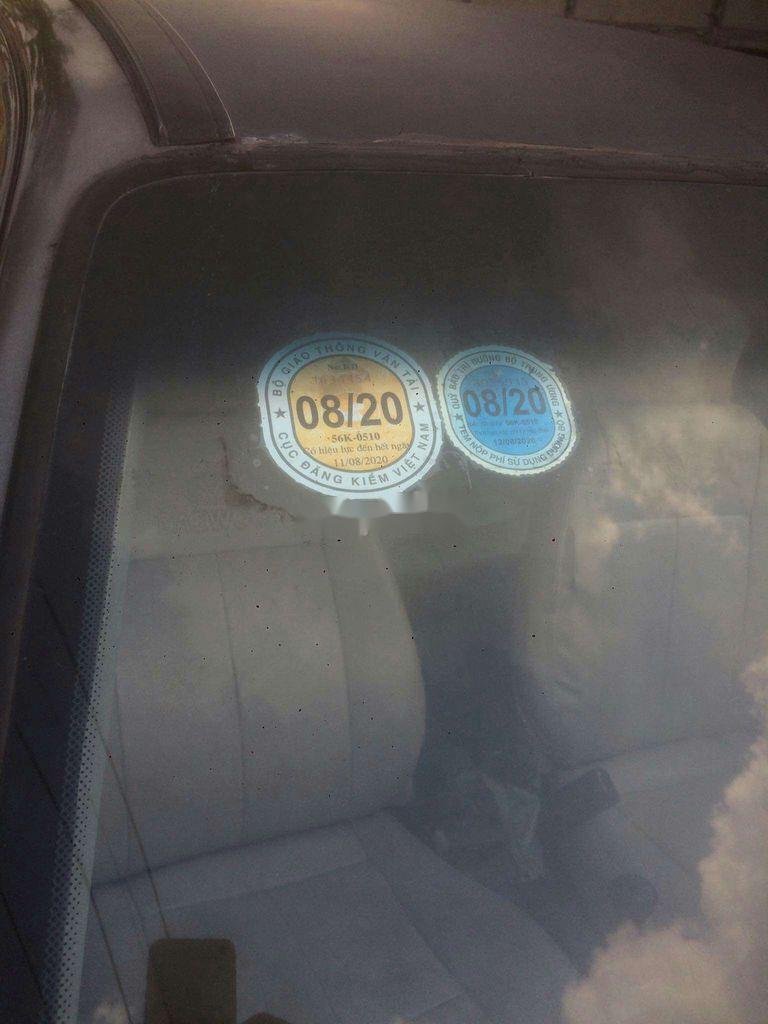 BỘ GIAO THÔNG VẬN TẢI
08/20
56K-0510
Có hiệu lực đến hết ngày
11/08/2020
CỤC ĐĂNG KIỂM VIỆT NAM
QUỸ BẢO TRÌ ĐƯỜNG BỘ TRUNG ƯƠNG
08/20
56K-0510
12/08/2020
TEM NỘP PHÍ SỬ DỤNG ĐƯỜNG BỘ